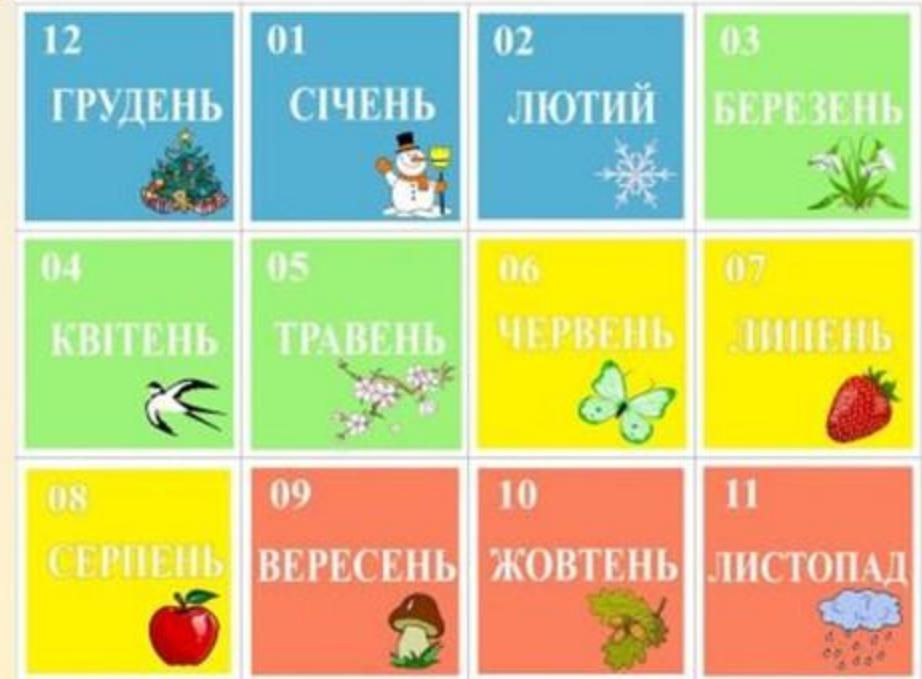 12
ГРУДЕНЬ
01
СІЧЕНЬ
02
ЛЮТИЙ
03
БЕРЕЗЕНЬ
04
КВІТЕНЬ
05
ТРАВЕНЬ
06
ЧЕРВЕНЬ
07
ЛИПЕНЬ
08
СЕРПЕНЬ
09
ВЕРЕСЕНЬ
10
ЖОВТЕНЬ
11
ЛИСТОПАД